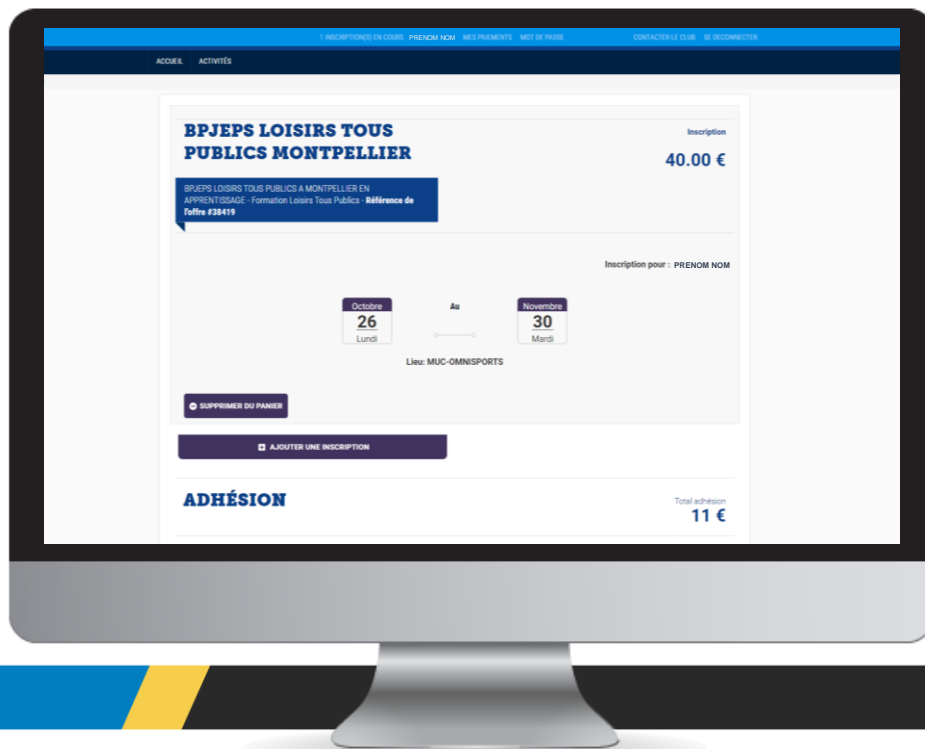 1 INSCRIPTION(S) EN COURS PRENOM NOM MES PAIEMENTS MOT DE PASSE CONTACTER LE CLUB SE DECONNECTER
ACCUEIL ACTIVITÉS
BPJEPS LOISIRS TOUS
PUBLICS MONTPELLIER
Inscription
40.00 €
BPJEPS LOISIRS TOUS PUBLICS A MONTPELLIER EN
APPRENTISSAGE - Formation Loisirs Tous Publics - Référence de
l'offre #38419
Inscription pour : PRENOM NOM
Octobre Au Novembre
26 30
Lundi Mardi
Lieu: MUC-OMNISPORTS
SUPPRIMER DU PANIER
AJOUTER UNE INSCRIPTION
ADHÉSION
Total adhésion
11 €